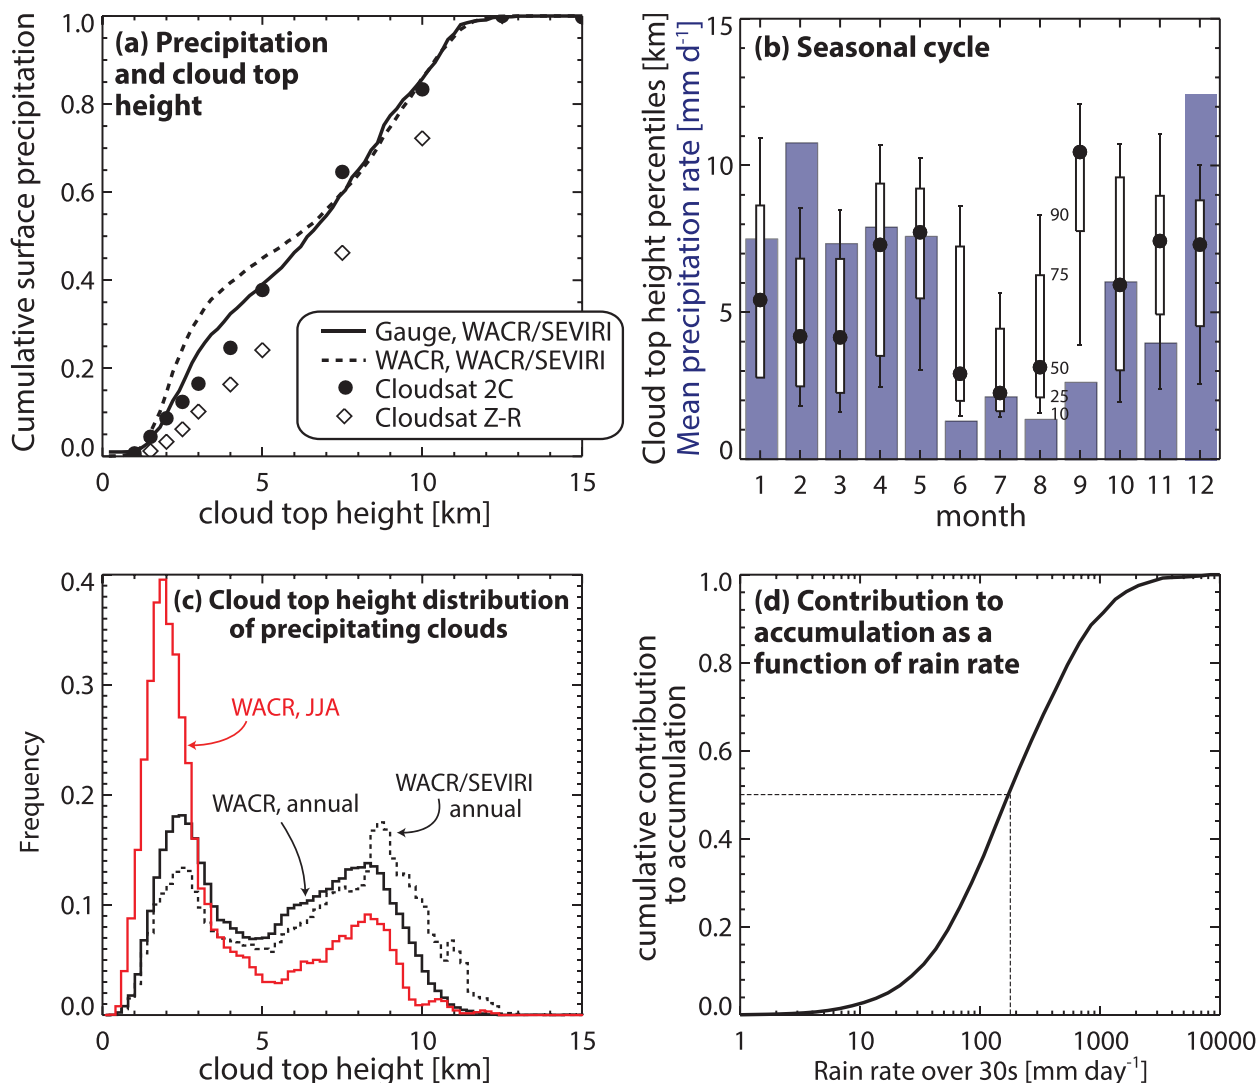 (a) Precipitation
and cloud top
height
Cumulative surface precipitation
1.0
0.8
0.6
0.4
0.2
0.0
Gauge, WACR/SEVIRI
WACR, WACR/SEVIRI
Cloudsat 2C
Cloudsat Z-R
0 5 10 15
cloud top height [km]
(b) Seasonal cycle
Cloud top height percentiles [km]
Mean precipitation rate [mm d-1]
15
10
5
0
90
75
50
25
10
1 2 3 4 5 6 7 8 9 10 11 12
month
(c) Cloud top height distribution
of precipitating clouds
Frequency
0.4
0.3
0.2
0.1
0.0
WACR, JJA
WACR, annual
WACR/SEVIRI
annual
0 5 10 15
cloud top height [km]
(d) Contribution to
accumulation as a
function of rain rate
cumulative contribution
to accumulation
1.0
0.8
0.6
0.4
0.2
0.0
1 10 100 1000 10000
Rain rate over 30s [mm day-1]